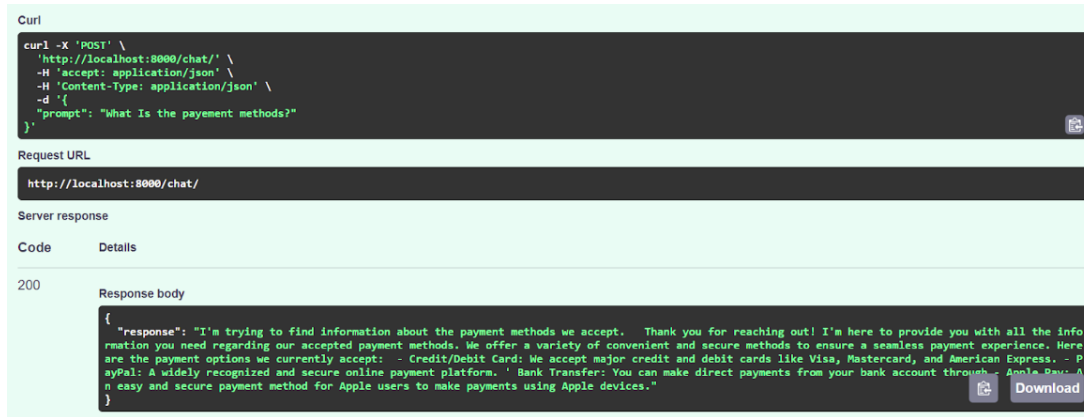 Curl
curl -X 'POST' \
'http://localhost:8000/chat/' \
-H 'accept: application/json' \
-H 'Content-Type: application/json' \
-d '{
"prompt": "What Is the payement methods?"
}'
Request URL
http://localhost:8000/chat/
Server response
Code Details
200
Response body
{
"response": "I'm trying to find information about the payment methods we accept.   Thank you for reaching out! I'm here to provide you with all the info
rmation you need regarding our accepted payment methods. We offer a variety of convenient and secure methods to ensure a seamless payment experience. Here
are the payment options we currently accept:  - Credit/Debit Card: We accept major credit and debit cards like Visa, Mastercard, and American Express. - P
ayPal: A widely recognized and secure online payment platform. ' Bank Transfer: You can make direct payments from your bank account through - Apple Pay: A
n easy and secure payment method for Apple users to make payments using Apple devices."
}
Download